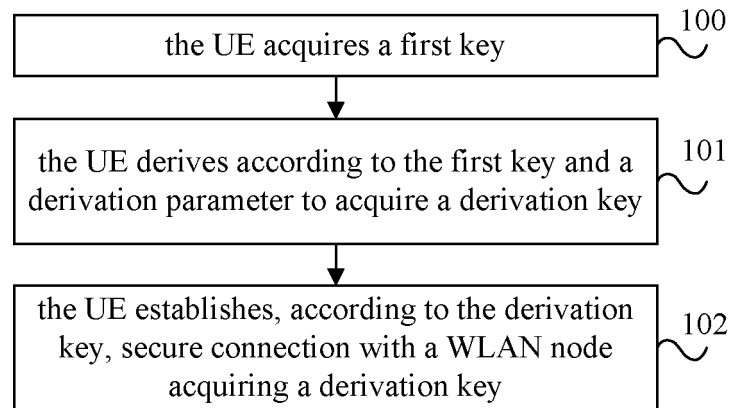 100
the UE acquires a first key
101
the UE derives according to the first key and a
derivation parameter to acquire a derivation key
the UE establishes, according to the derivation
key, secure connection with a WLAN node
acquiring a derivation key
102